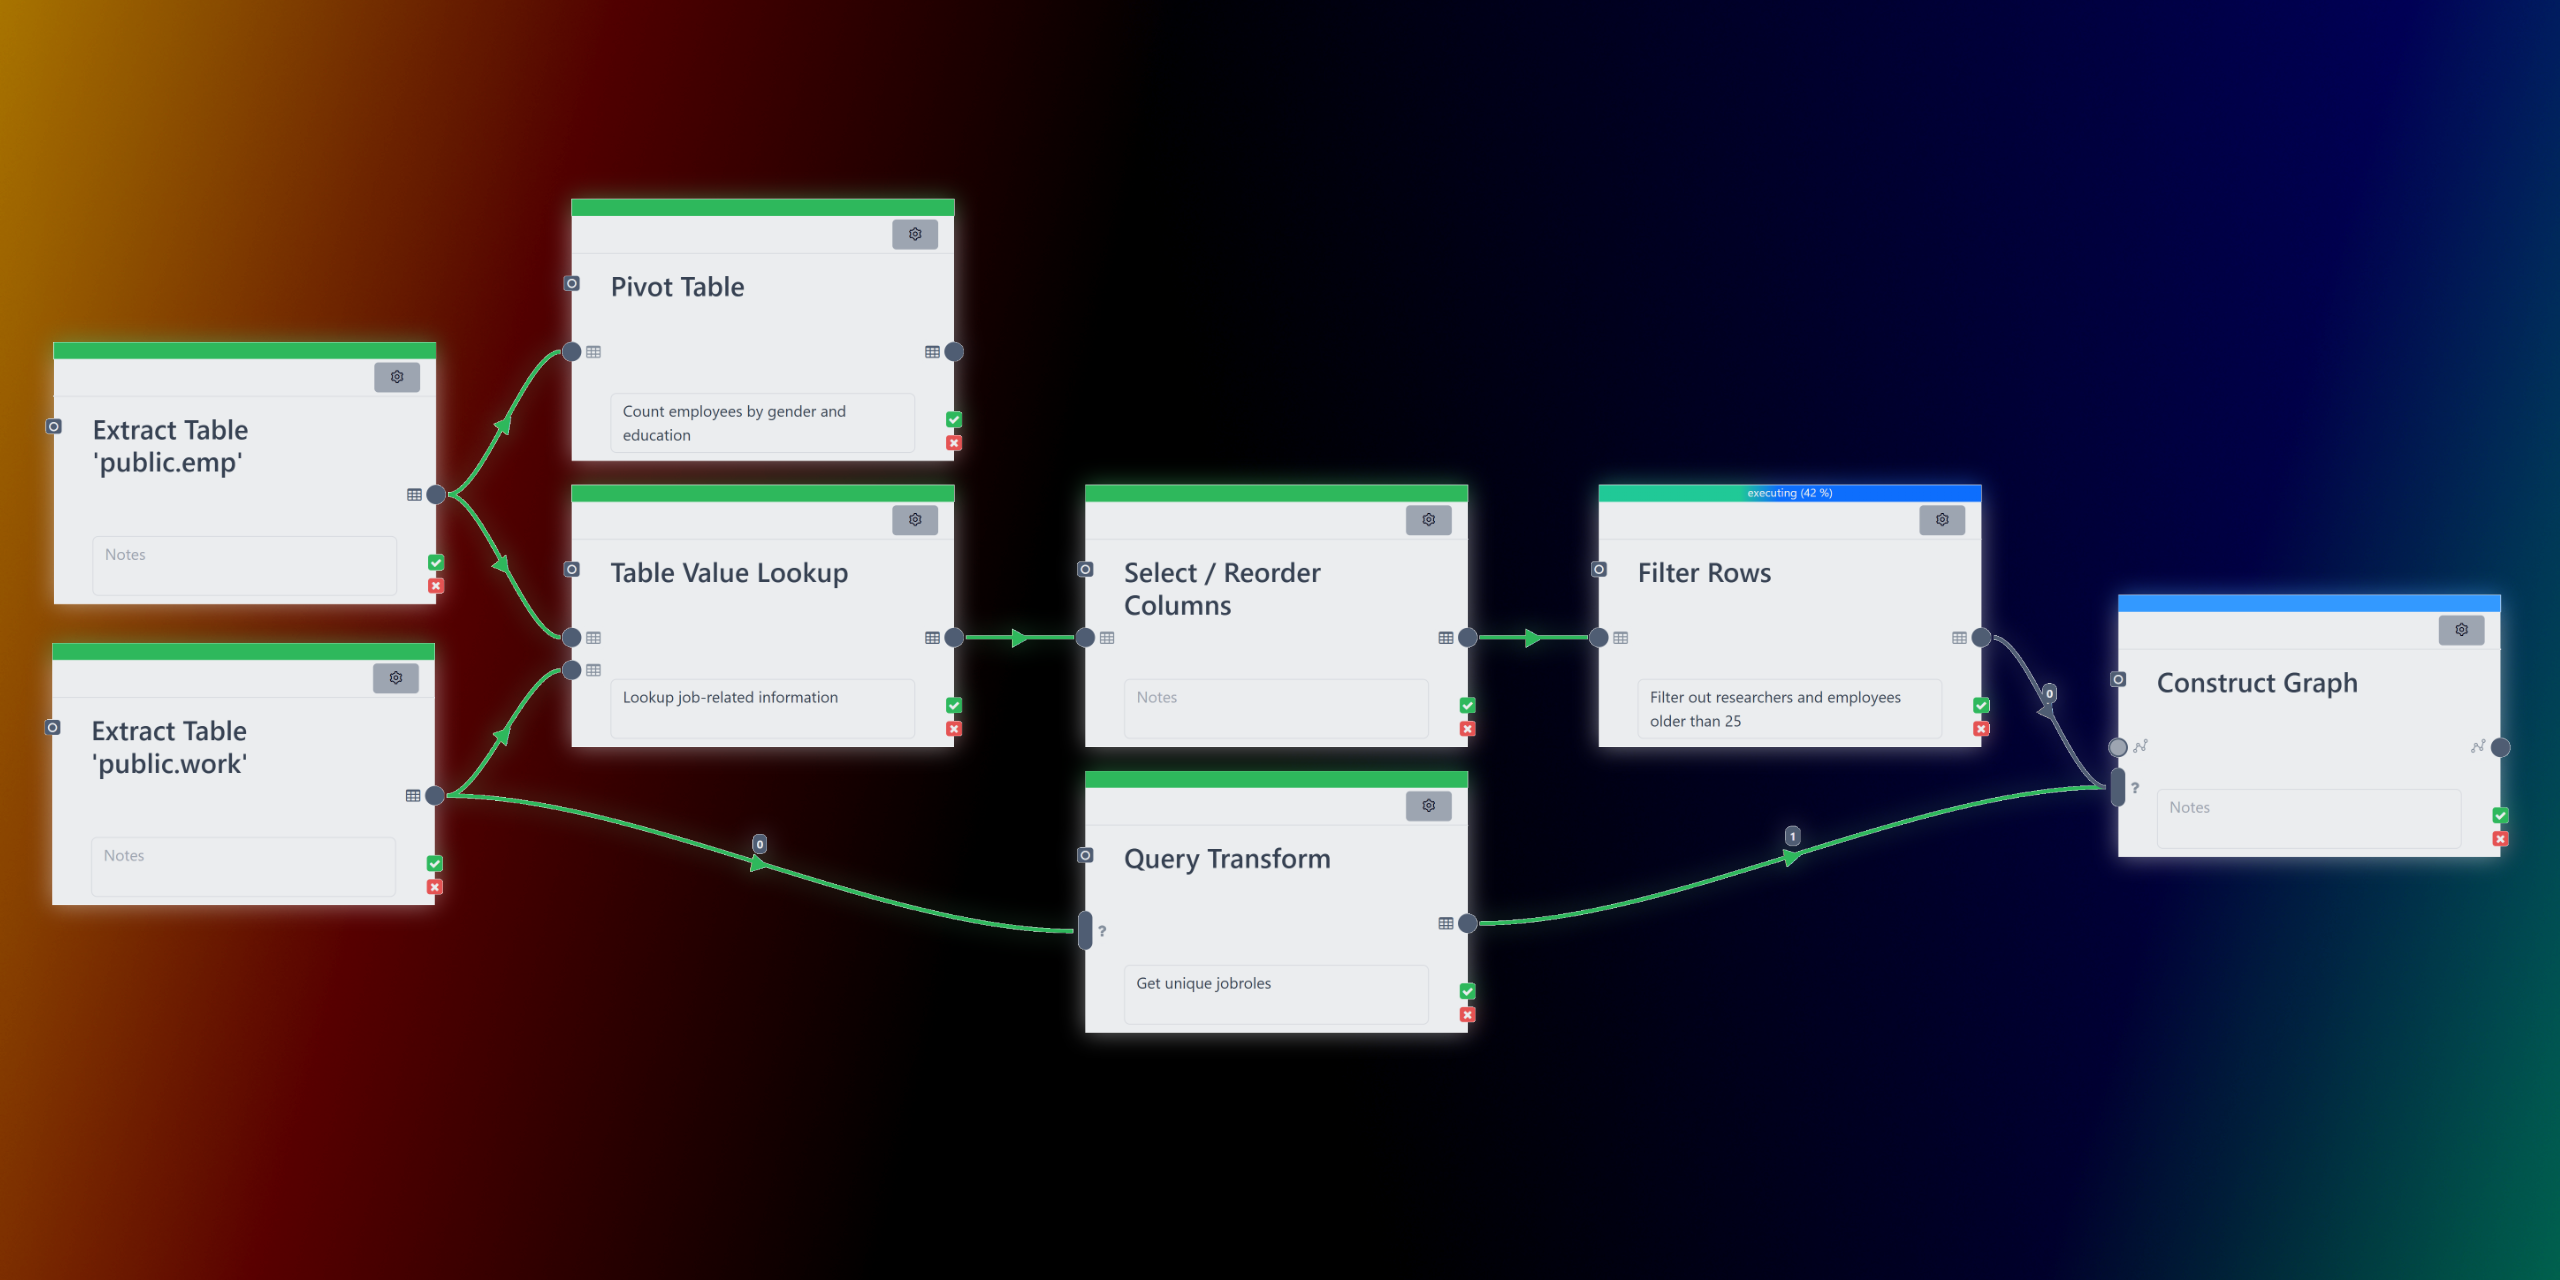 Pivot Table
Count employees by gender and
education
Extract Table
'public.emp'
Notes
Table Value Lookup
Lookup job-related information
Select / Reorder
Columns
Notes
executing (42 %)
Filter Rows
Filter out researchers and employees
older than 25
0
Construct Graph
?
Notes
Extract Table
'public.work'
Notes
0
Query Transform
?
Get unique jobroles
1